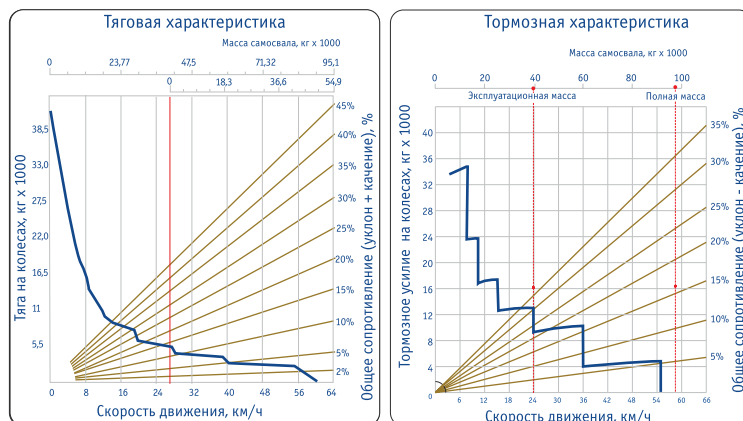 Тяговая характеристика
Масса самосвала, кг х 1000
0 23,77 47,5 71,32 95,1
0 18,3 36,6 54,9
Тяга на колесах, кг х 1000
38,5
33,0
27,5
22,0
16,5
11
5,5
45%
40%
35%
30%
25%
20%
15%
10%
5%
2%
Общее сопротивление (уклон + качение), %
0 8 16 24 32 40 48 56 64
Скорость движения, км/ч
Тормозная характеристика
Масса самосвала, кг х 1000
0 20 40 60 80 100
Эксплуатационная масса Полная масса
Тормозное усилие на колесах, кг х 1000
40
36
32
28
24
20
16
12
8
4
0
35%
30%
25%
20%
15%
10%
5%
Общее сопротивление (уклон - качение), %
6 12 18 24 30 36 42 48 54 60 66
Скорость движения, км/ч